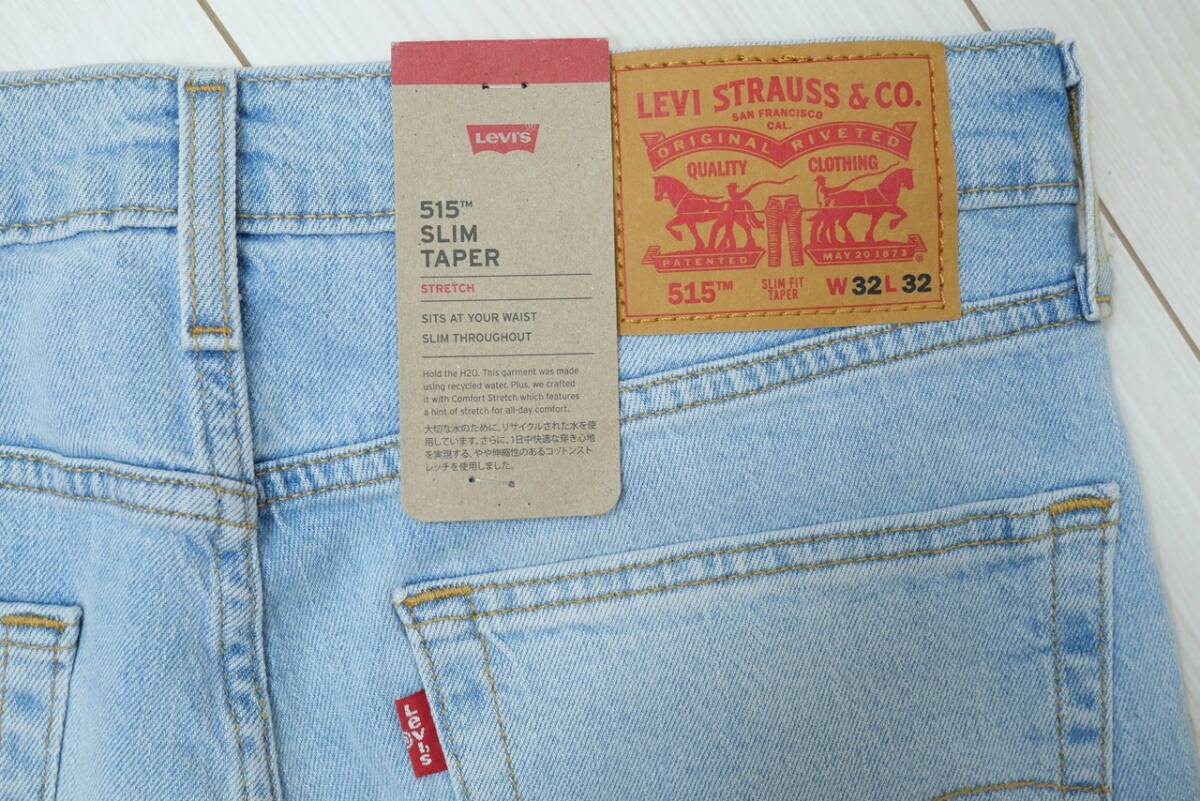 Levi's®
515™
SLIM
TAPER
STRETCH
SITS AT YOUR WAIST
SLIM THROUGHOUT
Hold the H2O. This garment was made
using recycled water. Plus, we crafted
it with Comfort Stretch which features
a hint of stretch for all-day comfort.
大切な水のために、リサイクルされた水を使
用しています。さらに、1日中快適な穿き心地
を実現する、やや伸縮性のあるコットンスト
レッチを使用しました。
LEVI STRAUSS & CO.
SAN FRANCISCO
CAL.
ORIGINAL RIVETED
QUALITY CLOTHING
PATENTED MAY 20 1873 ®
515™ SLIM FIT W32 L 32
TAPER
Levi's®